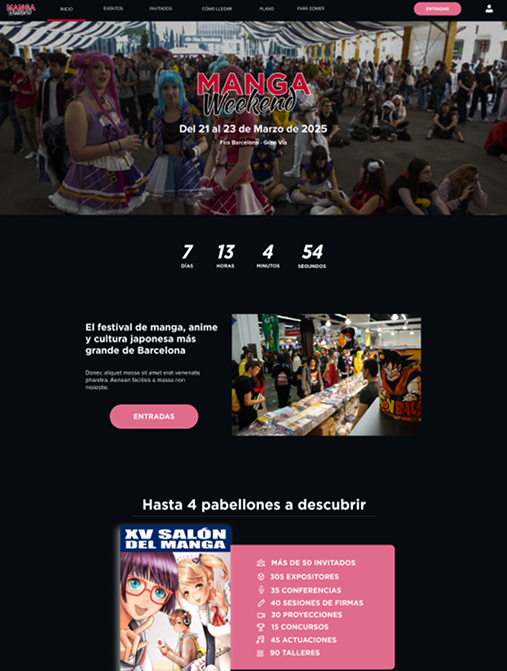 MANGA
Weekend
INICIO
EVENTOS
INVITADOS
CÓMO LLEGAR
PLANO
PARA COMER
ENTRADAS
MANGA
Weekend
Del 21 al 23 de Marzo de 2025
Fira Barcelona - Gran Vía
7 13 4 54
DÍAS HORAS MINUTOS SEGUNDOS
El festival de manga, anime
y cultura japonesa más
grande de Barcelona
Donec aliquet massa sit amet erat venenatis
pharetra. Aenean facilisis a massa non
molestie.
ENTRADAS
Hasta 4 pabellones a descubrir
XV SALÓN
DEL MANGA
MÁS DE 50 INVITADOS
305 EXPOSITORES
35 CONFERENCIAS
40 SESIONES DE FIRMAS
30 PROYECCIONES
15 CONCURSOS
45 ACTUACIONES
90 TALLERES